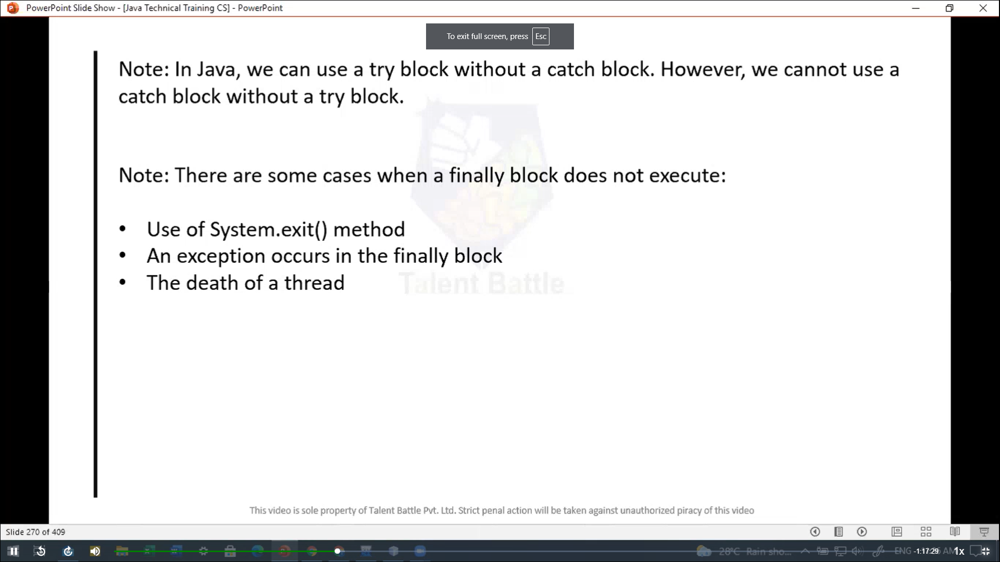 PowerPoint Slide Show - [Java Technical Training CS] - PowerPoint
To exit full screen, press Esc
Note: In Java, we can use a try block without a catch block. However, we cannot use a
catch block without a try block.
Note: There are some cases when a finally block does not execute:
• Use of System.exit() method
• An exception occurs in the finally block
• The death of a thread
Talent Battle
This video is sole property of Talent Battle Pvt. Ltd. Strict penal action will be taken against unauthorized piracy of this video
Slide 270 of 409
28°C Rain sho... ENG -1:17:29 AM 1x